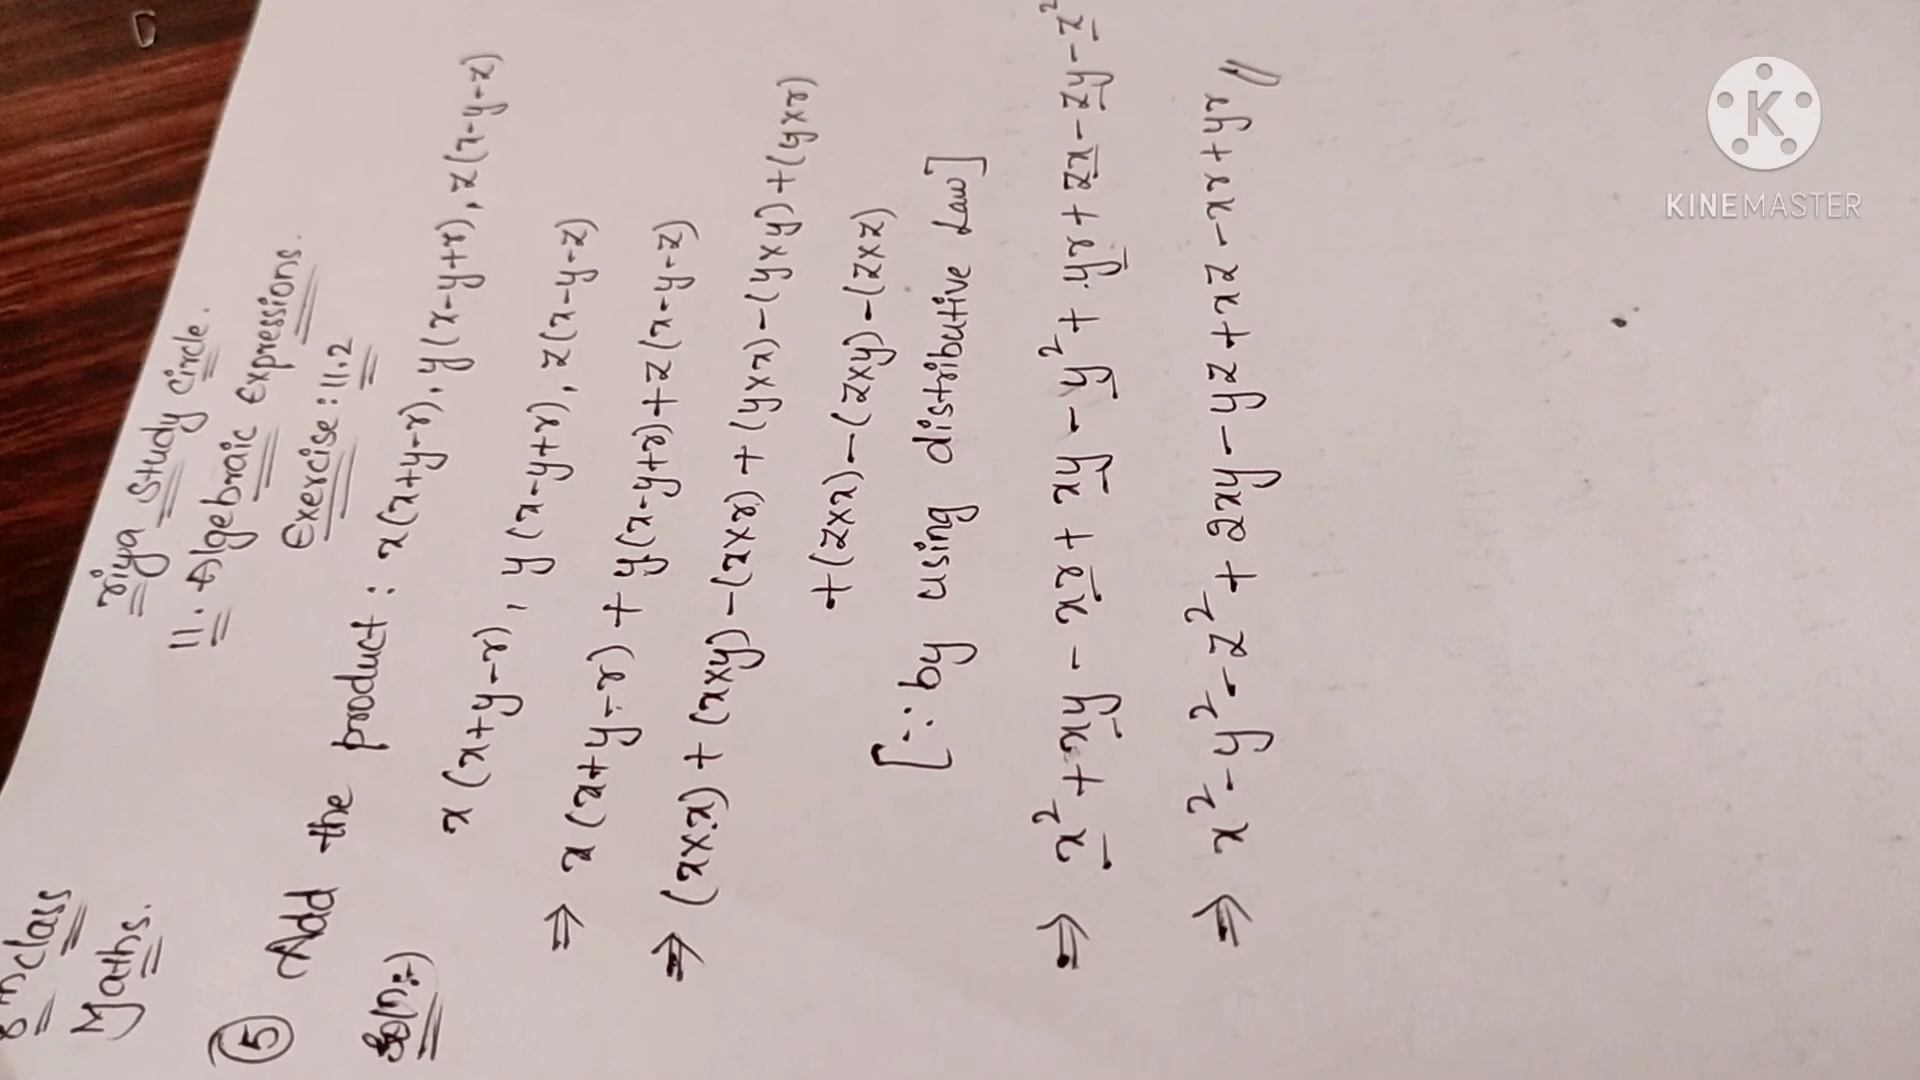 8th class
Maths.
riya study circle.
11. Algebraic Expressions.
Exercise: 11.2
5 Add the product : x(x+y-r), y(x-y+r), z(x-y-z)
Soln:-
x(x+y-r), y(x-y+r), z(x-y-z)
⇒ x(x+y-r) + y(x-y+r) + z(x-y-z)
⇒ (x×x) + (x×y) - (x×r) + (y×x) - (y×y) + (y×r)
+ (z×x) - (z×y) - (z×z)
[∵ by using distributive Law]
⇒ x² + xy - xr + xy - y² + yr + zx - zy - z²
⇒ x² - y² - z² + 2xy - yz + xz - xr + yr //
K
KINEMASTER